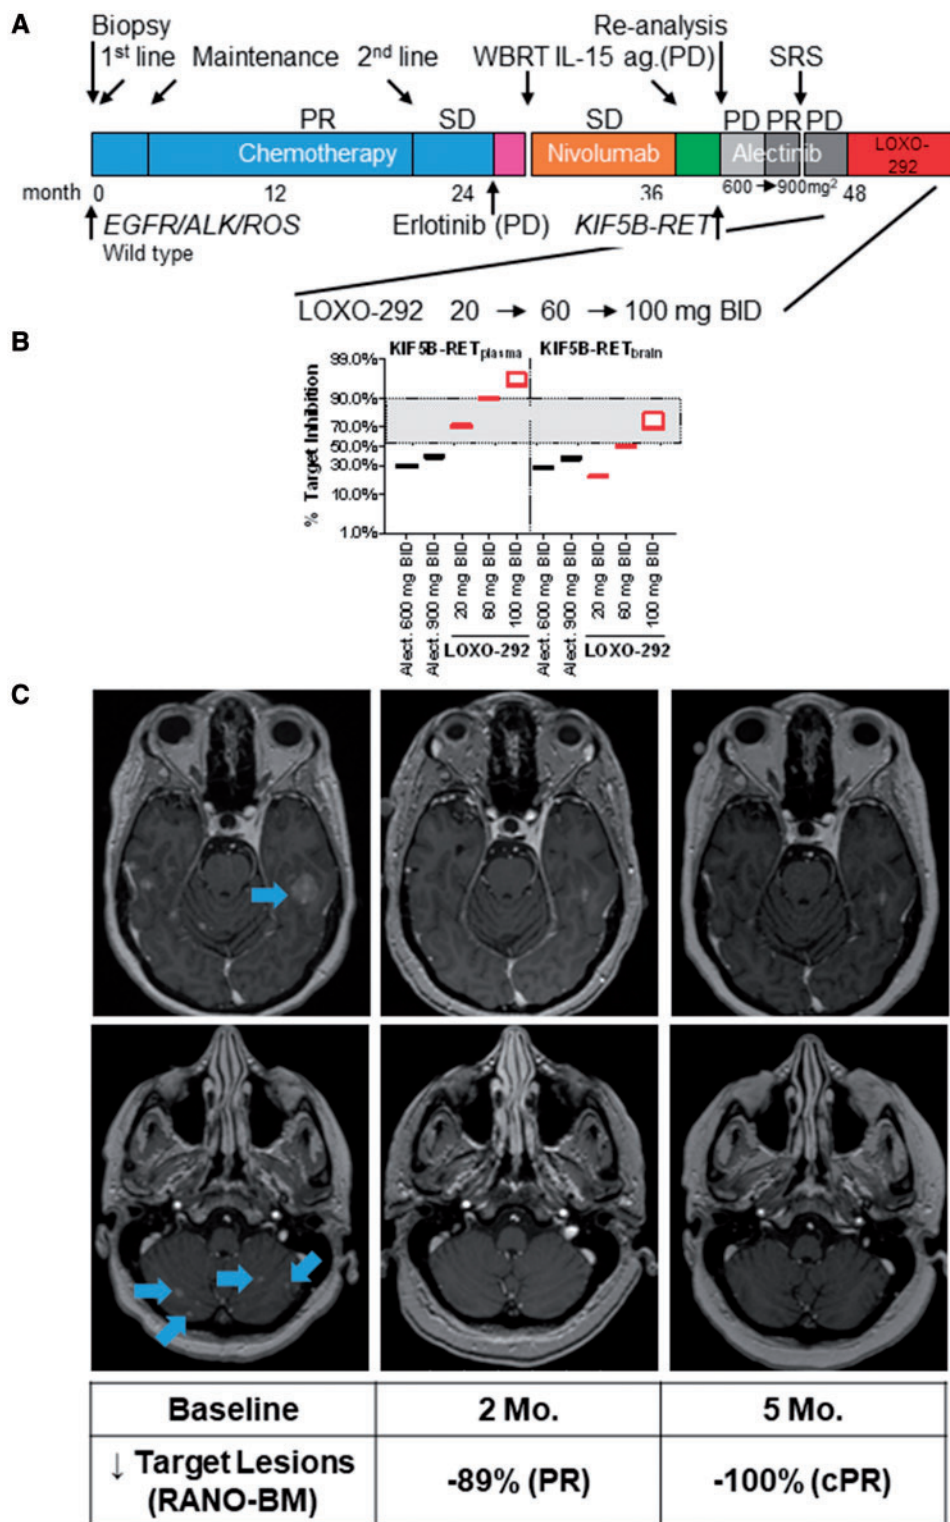 A
Biopsy
Re-analysis
1st line Maintenance 2nd line WBRT IL-15 ag.(PD) SRS
PR SD SD PD PR PD
Chemotherapy Nivolumab Alectinib LOXO-
292
month 0 12 24 .36 600 → 900mg2 48
EGFR/ALK/ROS Erlotinib (PD) KIF5B-RET
Wild type
LOXO-292 20 → 60 → 100 mg BID
B
KIF5B-RETplasma KIF5B-RETbrain
% Target Inhibition
99.0%
90.0%
70.0%
50.0%
30.0%
10.0%
1.0%
Alect. 600 mg BID
Alect. 900 mg BID
20 mg BID
60 mg BID
100 mg BID
Alect. 600 mg BID
Alect. 900 mg BID
20 mg BID
60 mg BID
100 mg BID
LOXO-292 LOXO-292
C
Baseline 2 Mo. 5 Mo.
↓ Target Lesions
(RANO-BM) -89% (PR) -100% (cPR)